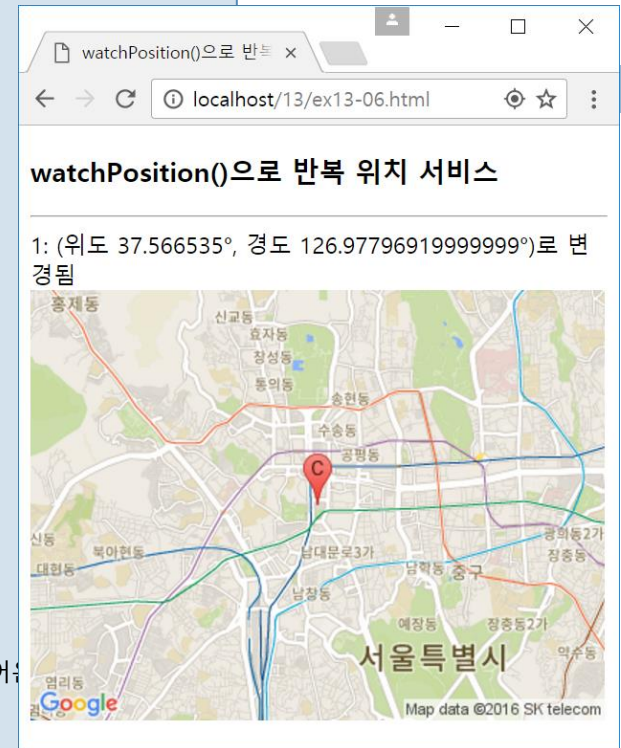 watchPosition()으로 반복
localhost/13/ex13-06.html
watchPosition()으로 반복 위치 서비스
1: (위도 37.566535°, 경도 126.97796919999999°)로 변
경됨
홍제동
신교동
효자동
창성동
통의동
송현동
수송동
공평동
C
신동
북아현동
대현동
남대문로3가
광희동2가
장충동
남학동
중구
남창동
예장동
장충동2가
서울특별시
약수동
염리동
Google
Map data ©2016 SK telecom